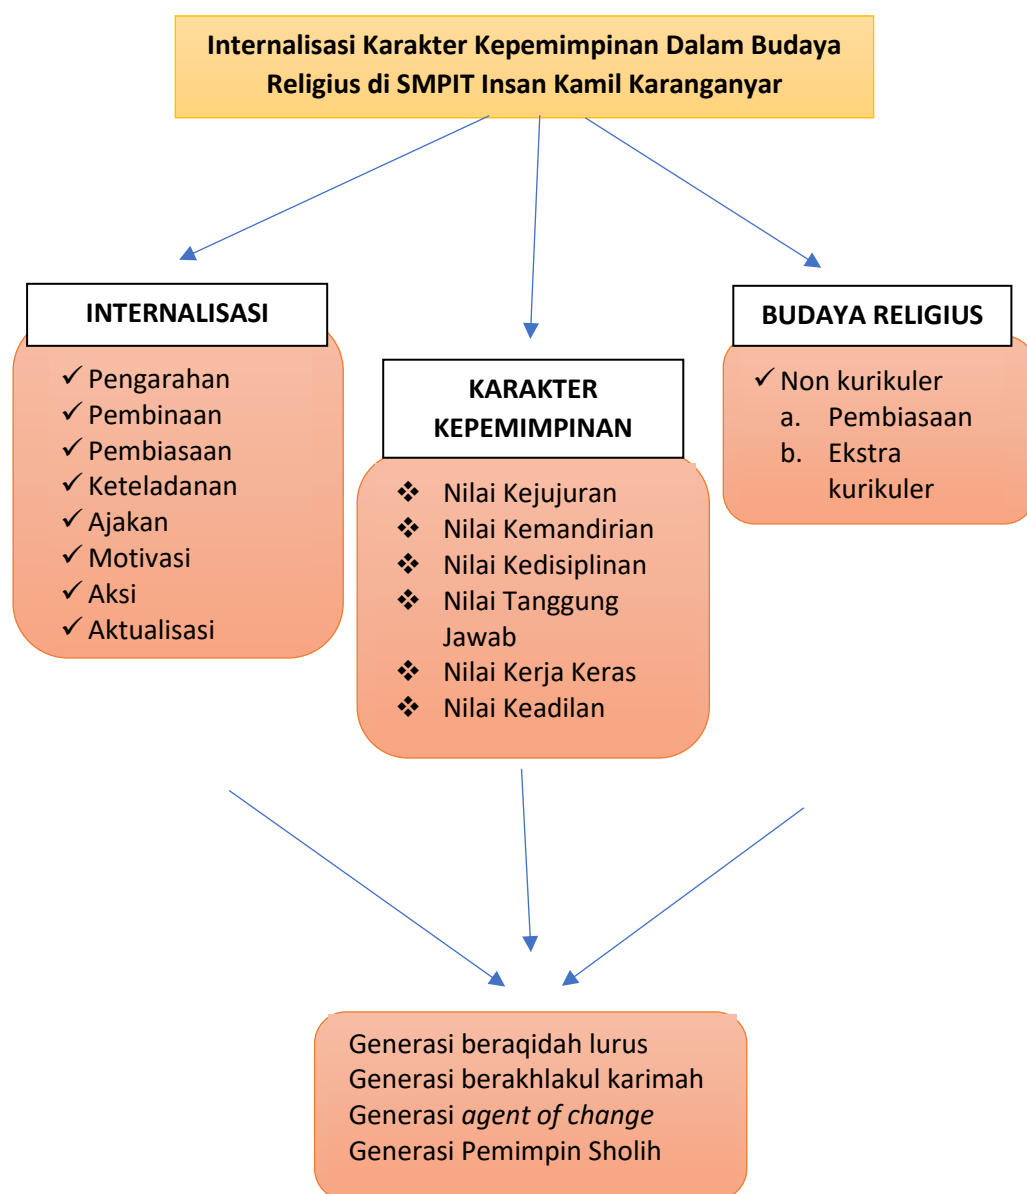 Internalisasi Karakter Kepemimpinan Dalam Budaya
Religius di SMPIT Insan Kamil Karanganyar
INTERNALISASI
✓ Pengarahan
✓ Pembinaan
✓ Pembiasaan
✓ Keteladanan
✓ Ajakan
✓ Motivasi
✓ Aksi
✓ Aktualisasi
KARAKTER
KEPEMIMPINAN
❖ Nilai Kejujuran
❖ Nilai Kemandirian
❖ Nilai Kedisiplinan
❖ Nilai Tanggung
Jawab
❖ Nilai Kerja Keras
❖ Nilai Keadilan
BUDAYA RELIGIUS
✓ Non kurikuler
a. Pembiasaan
b. Ekstra
kurikuler
Generasi beraqidah lurus
Generasi berakhlakul karimah
Generasi agent of change
Generasi Pemimpin Sholih